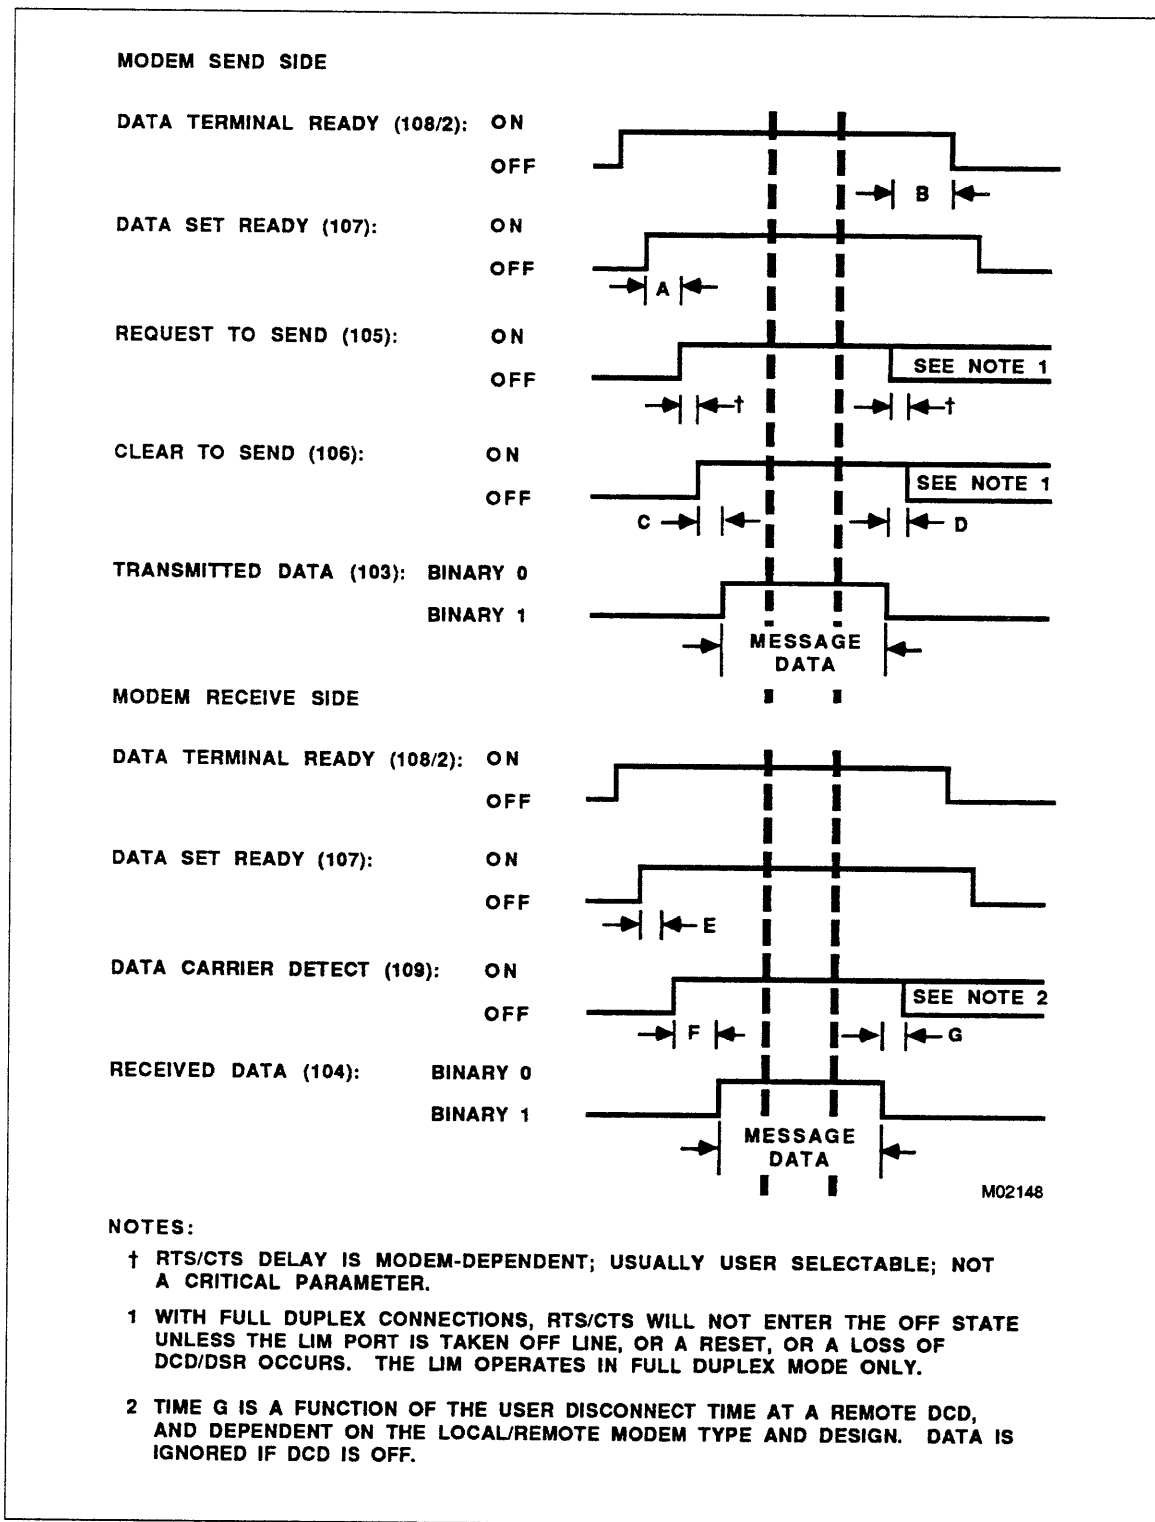 MODEM SEND SIDE
DATA TERMINAL READY (108/2): ON
OFF
B
DATA SET READY (107): ON
OFF
A
REQUEST TO SEND (105): ON
OFF
SEE NOTE 1
† †
CLEAR TO SEND (106): ON
OFF
SEE NOTE 1
C D
TRANSMITTED DATA (103): BINARY 0
BINARY 1
MESSAGE
DATA
MODEM RECEIVE SIDE
DATA TERMINAL READY (108/2): ON
OFF
DATA SET READY (107): ON
OFF
E
DATA CARRIER DETECT (109): ON
OFF
SEE NOTE 2
F G
RECEIVED DATA (104): BINARY 0
BINARY 1
MESSAGE
DATA
M02148
NOTES:
† RTS/CTS DELAY IS MODEM-DEPENDENT; USUALLY USER SELECTABLE; NOT
A CRITICAL PARAMETER.
1 WITH FULL DUPLEX CONNECTIONS, RTS/CTS WILL NOT ENTER THE OFF STATE
UNLESS THE LIM PORT IS TAKEN OFF LINE, OR A RESET, OR A LOSS OF
DCD/DSR OCCURS. THE LIM OPERATES IN FULL DUPLEX MODE ONLY.
2 TIME G IS A FUNCTION OF THE USER DISCONNECT TIME AT A REMOTE DCD,
AND DEPENDENT ON THE LOCAL/REMOTE MODEM TYPE AND DESIGN. DATA IS
IGNORED IF DCD IS OFF.